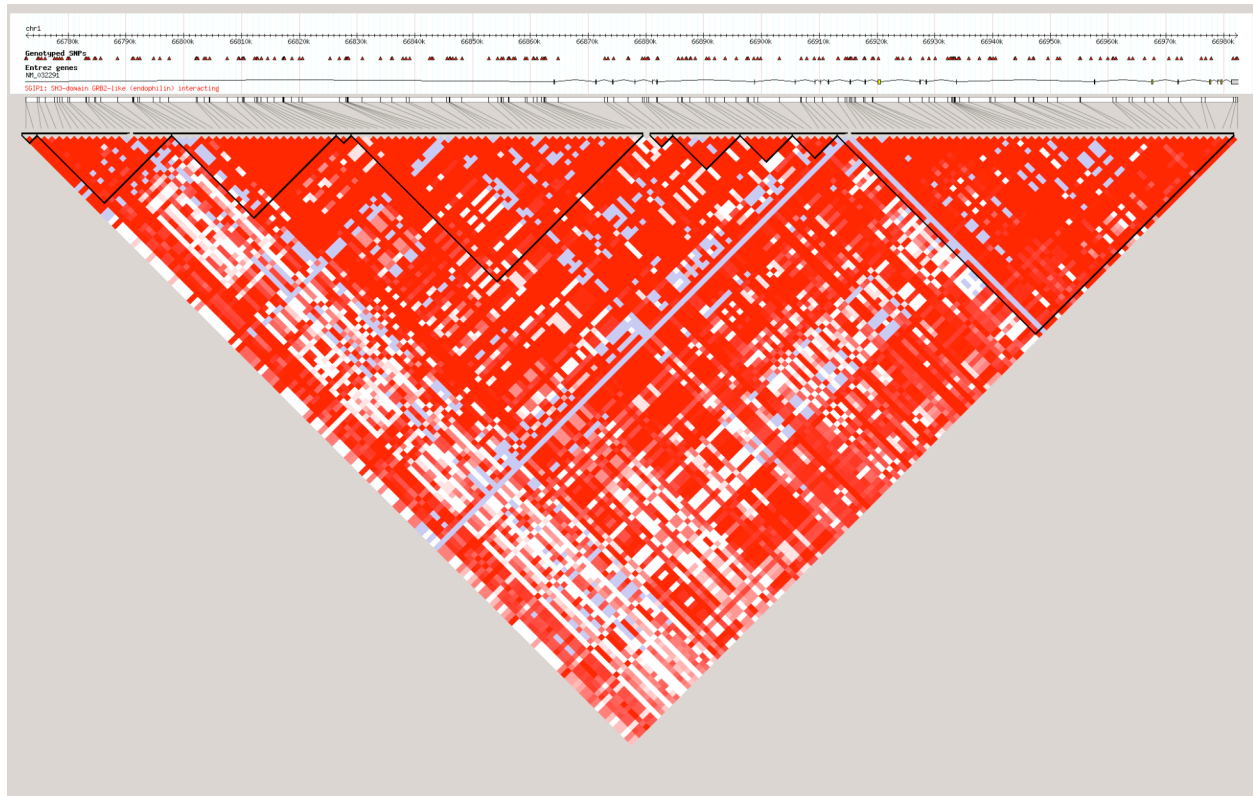 chr1
66780k 66790k 66800k 66810k 66820k 66830k 66840k 66850k 66860k 66870k 66880k 66890k 66900k 66910k 66920k 66930k 66940k 66950k 66960k 66970k 66980k
Genotyped SNPs
Entrez genes
NM_032291
SGIP1: SH3-domain GRB2-like (endophilin) interacting